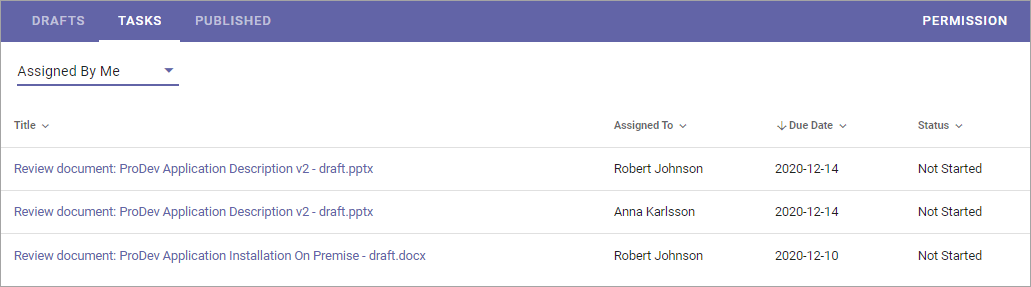 DRAFTS TASKS PUBLISHED PERMISSION
Assigned By Me
Title Assigned To Due Date Status
Review document: ProDev Application Description v2 - draft.pptx Robert Johnson 2020-12-14 Not Started
Review document: ProDev Application Description v2 - draft.pptx Anna Karlsson 2020-12-14 Not Started
Review document: ProDev Application Installation On Premise - draft.docx Robert Johnson 2020-12-10 Not Started